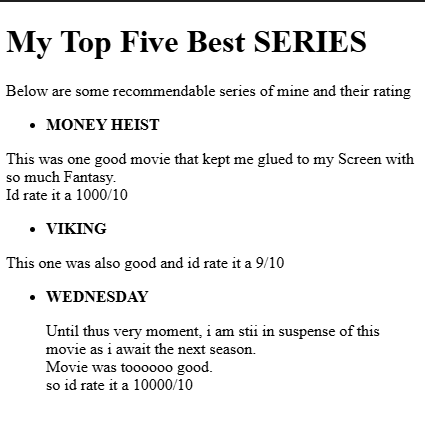 My Top Five Best SERIES
Below are some recommendable series of mine and their rating
• MONEY HEIST
This was one good movie that kept me glued to my Screen with
so much Fantasy.
Id rate it a 1000/10
• VIKING
This one was also good and id rate it a 9/10
• WEDNESDAY
Until thus very moment, i am stii in suspense of this
movie as i await the next season.
Movie was toooooo good.
so id rate it a 10000/10